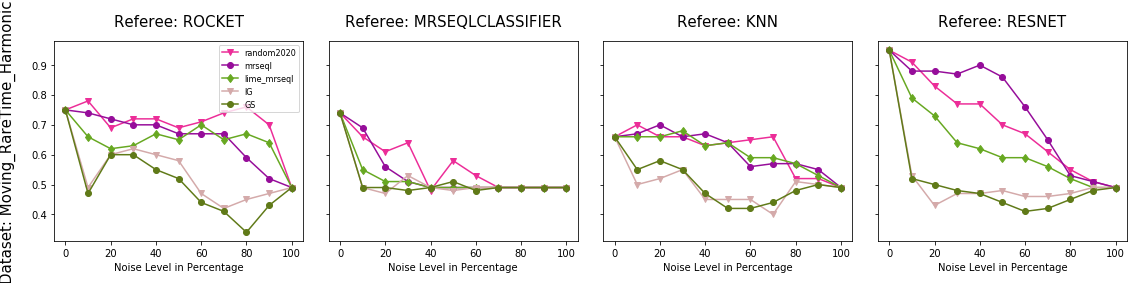 Referee: ROCKET
Referee: MRSEQLCLASSIFIER
Referee: KNN
Referee: RESNET
Dataset: Moving_RareTime_Harmonic
random2020
mrseql
lime_mrseql
IG
GS
0.9
0.8
0.7
0.6
0.5
0.4
0 20 40 60 80 100
0 20 40 60 80 100
0 20 40 60 80 100
0 20 40 60 80 100
Noise Level in Percentage
Noise Level in Percentage
Noise Level in Percentage
Noise Level in Percentage